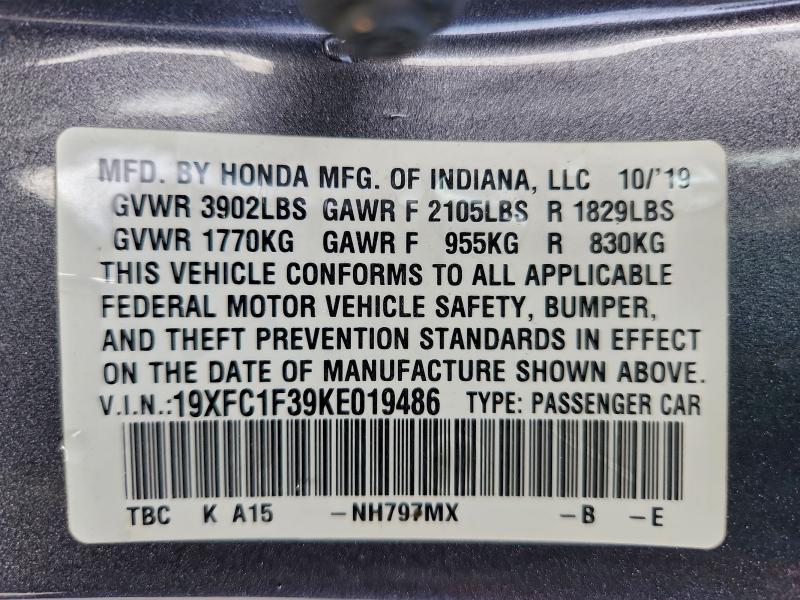 MFD. BY HONDA MFG. OF INDIANA, LLC 10/'19
GVWR 3902LBS GAWR F 2105LBS R 1829LBS
GVWR 1770KG GAWR F 955KG R 830KG
THIS VEHICLE CONFORMS TO ALL APPLICABLE
FEDERAL MOTOR VEHICLE SAFETY, BUMPER,
AND THEFT PREVENTION STANDARDS IN EFFECT
ON THE DATE OF MANUFACTURE SHOWN ABOVE.
V.I.N.:19XFC1F39KE019486 TYPE: PASSENGER CAR
TBC K A15 -NH797MX -B -E